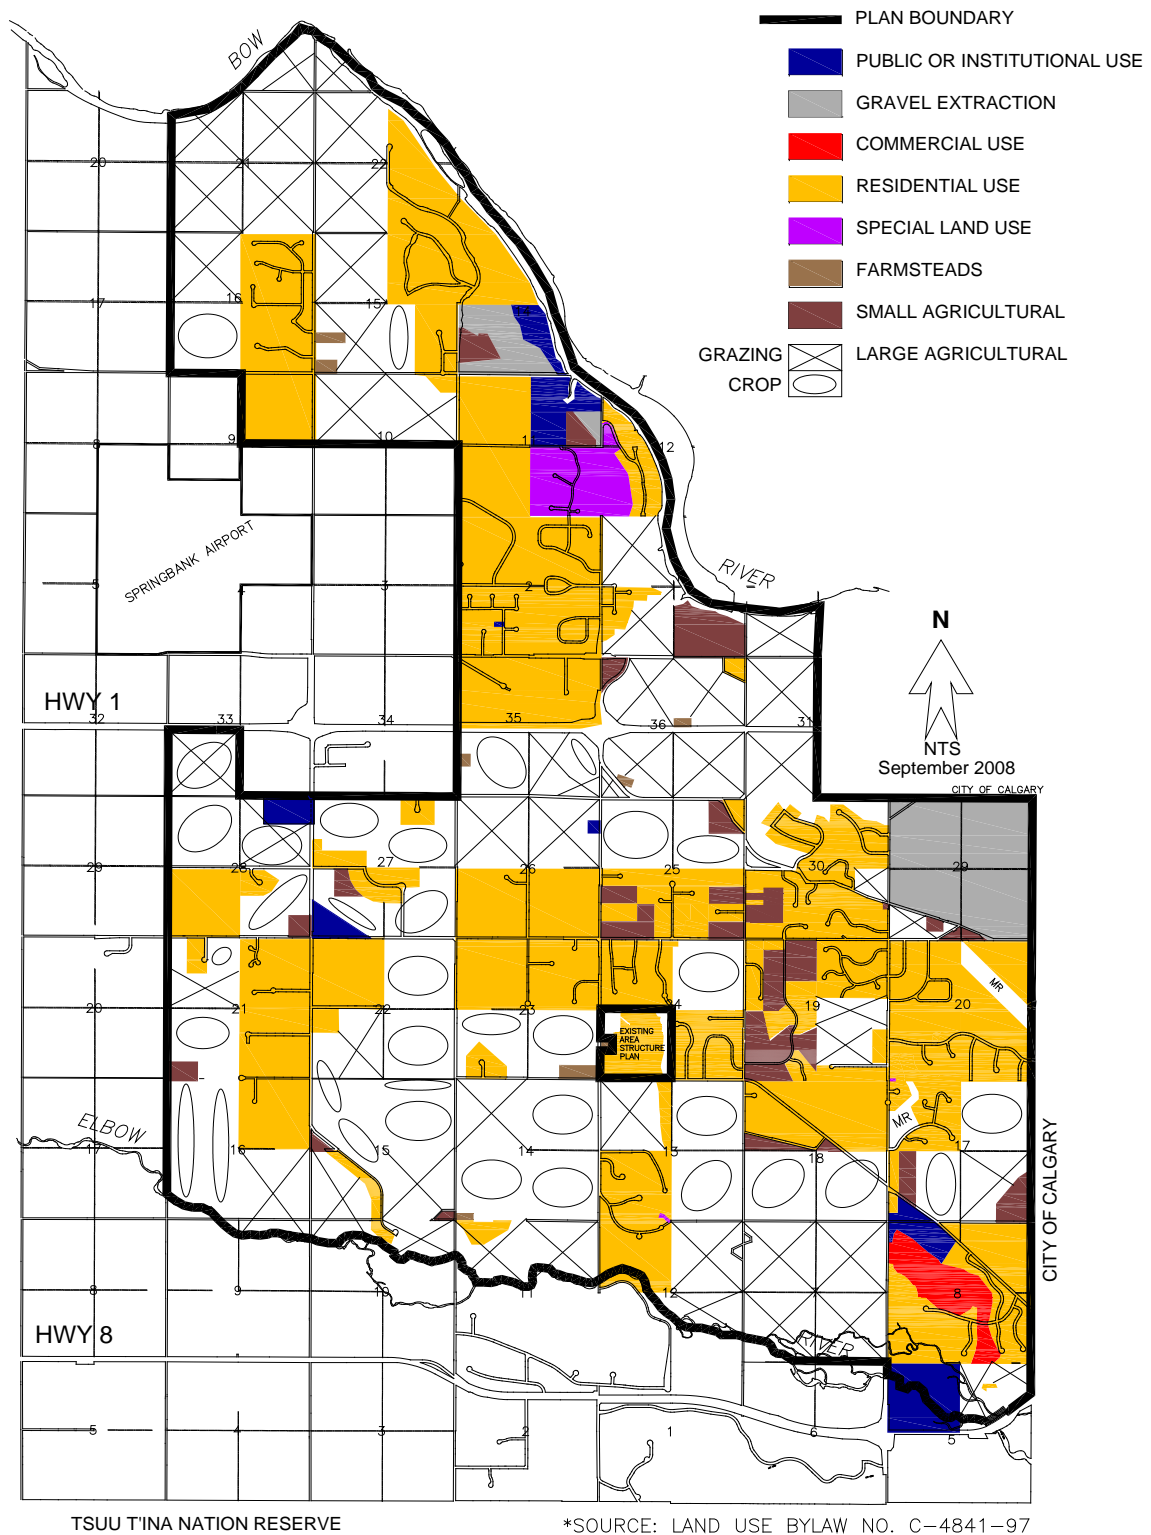 PLAN BOUNDARY
PUBLIC OR INSTITUTIONAL USE
GRAVEL EXTRACTION
COMMERCIAL USE
RESIDENTIAL USE
SPECIAL LAND USE
FARMSTEADS
SMALL AGRICULTURAL
GRAZING
LARGE AGRICULTURAL
CROP
BOW
20
21
22
17
16
15
14
8
9
10
1
12
SPRINGBANK AIRPORT
5
4
3
2
RIVER
N
HWY 1
32
33
34
35
36
31
NTS
September 2008
CITY OF CALGARY
29
28
27
26
25
30
29
MR
20
21
22
23
4
19
20
EXISTING
AREA
STRUCTURE
PLAN
MR
ELBOW
17
16
15
14
13
18
17
CITY OF CALGARY
8
9
10
11
12
7
8
HWY 8
RIVER
5
4
3
2
1
6
5
TSUU T'INA NATION RESERVE
*SOURCE: LAND USE BYLAW NO. C-4841-97